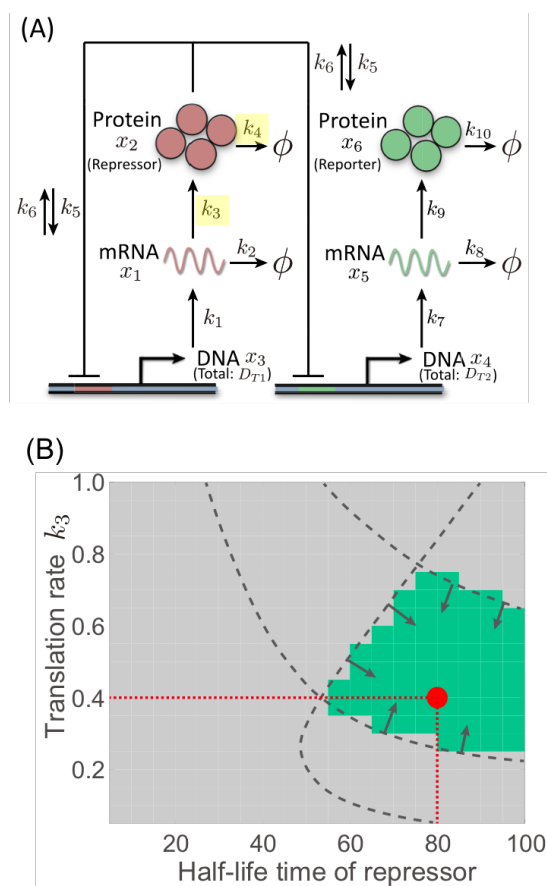 (A)
Protein
x₂
(Repressor)
k₄
ϕ
k₆
k₅
Protein
x₆
(Reporter)
k₁₀
ϕ
k₆
k₅
k₃
k₉
mRNA
x₁
k₂
ϕ
mRNA
x₅
k₈
ϕ
k₁
k₇
DNA x₃
(Total: D_T1)
DNA x₄
(Total: D_T2)
(B)
Translation rate k₃
1.0
0.8
0.6
0.4
0.2
20 40 60 80 100
Half-life time of repressor